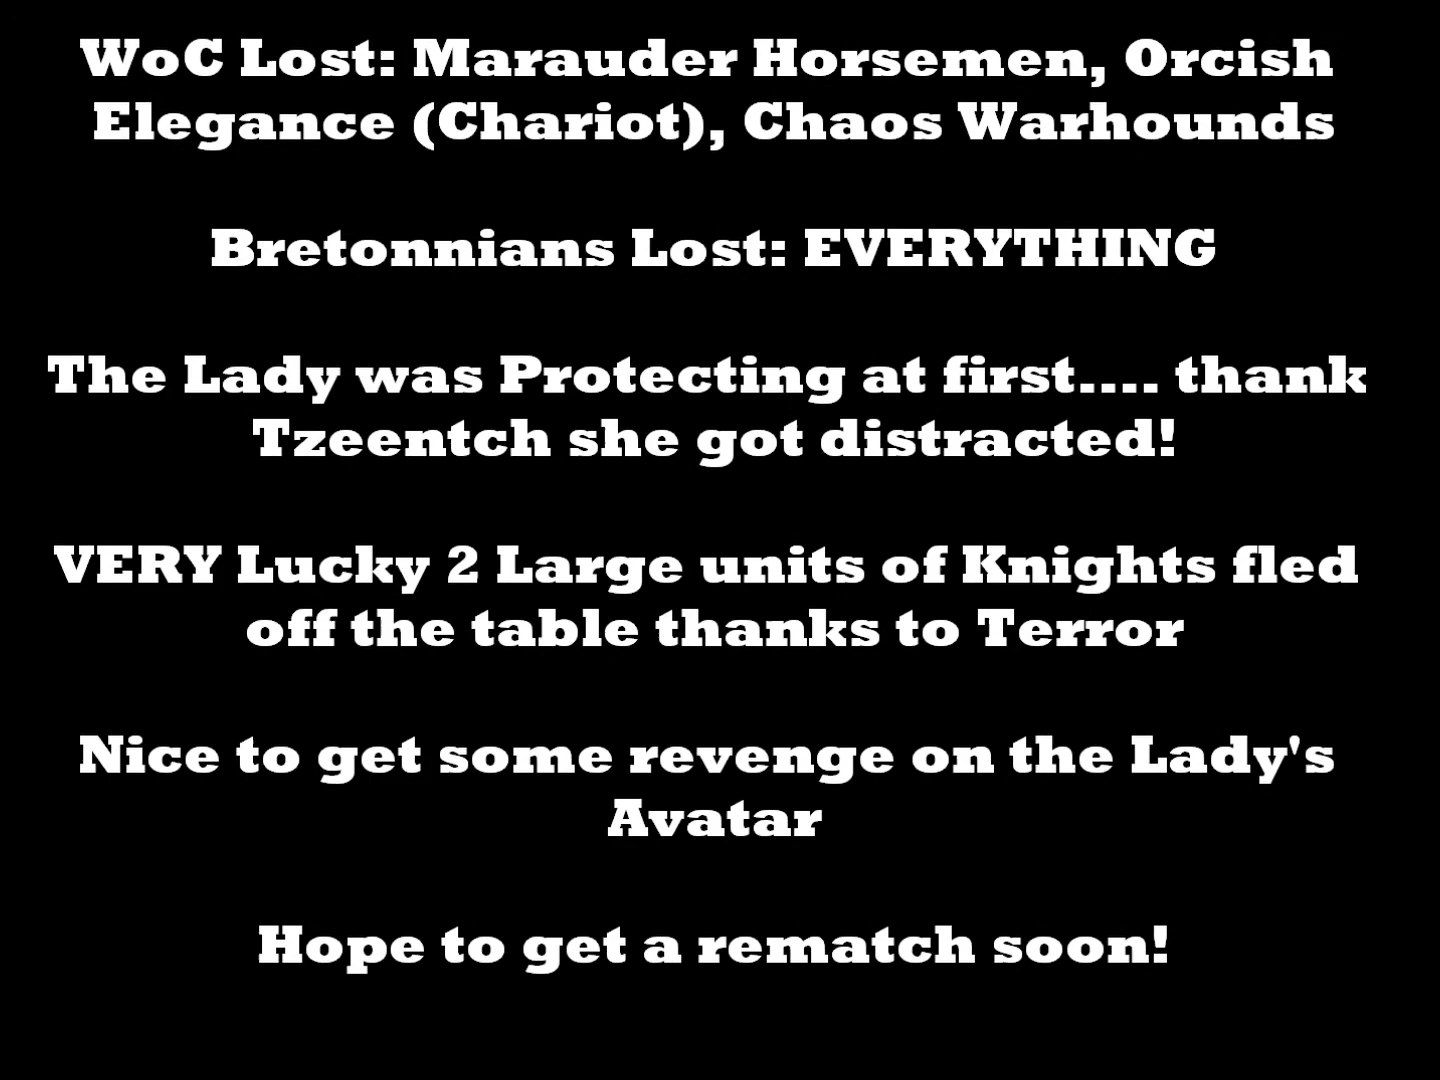 WoC Lost: Marauder Horsemen, Orcish
Elegance (Chariot), Chaos Warhounds
Bretonnians Lost: EVERYTHING
The Lady was Protecting at first.... thank
Tzeentch she got distracted!
VERY Lucky 2 Large units of Knights fled
off the table thanks to Terror
Nice to get some revenge on the Lady's
Avatar
Hope to get a rematch soon!